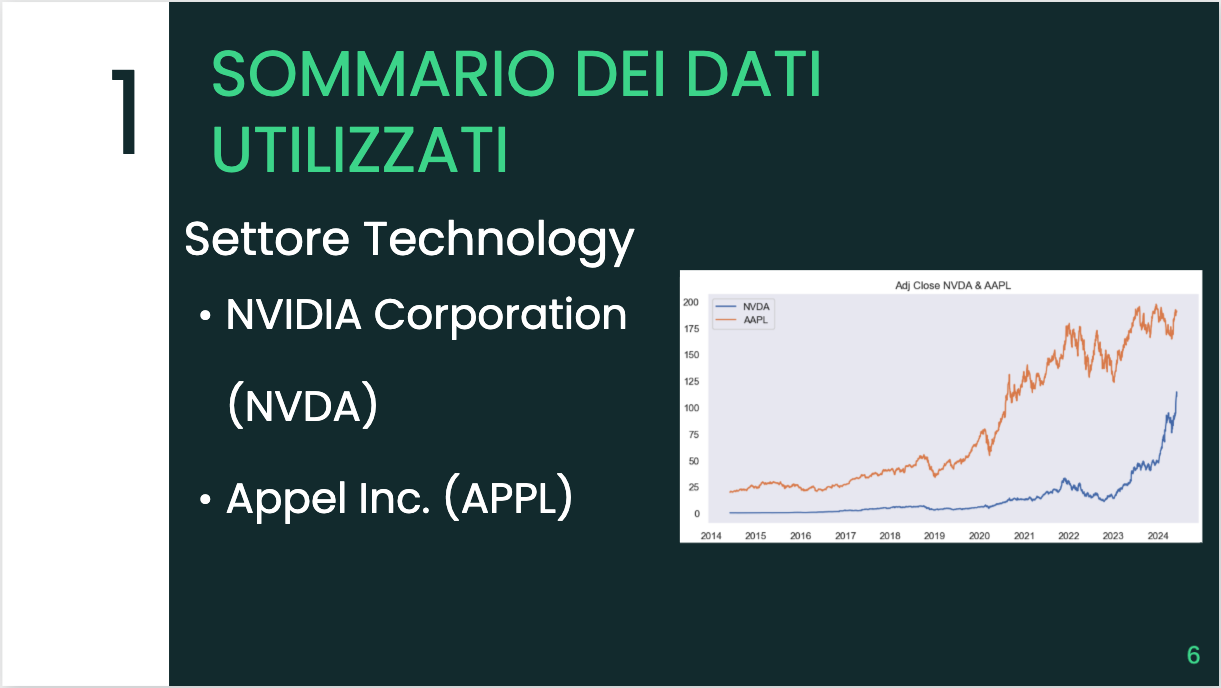 1
SOMMARIO DEI DATI
UTILIZZATI
Settore Technology
• NVIDIA Corporation
(NVDA)
• Appel Inc. (APPL)
Adj Close NVDA & AAPL
NVDA
AAPL
200
175
150
125
100
75
50
25
0
2014 2015 2016 2017 2018 2019 2020 2021 2022 2023 2024
6